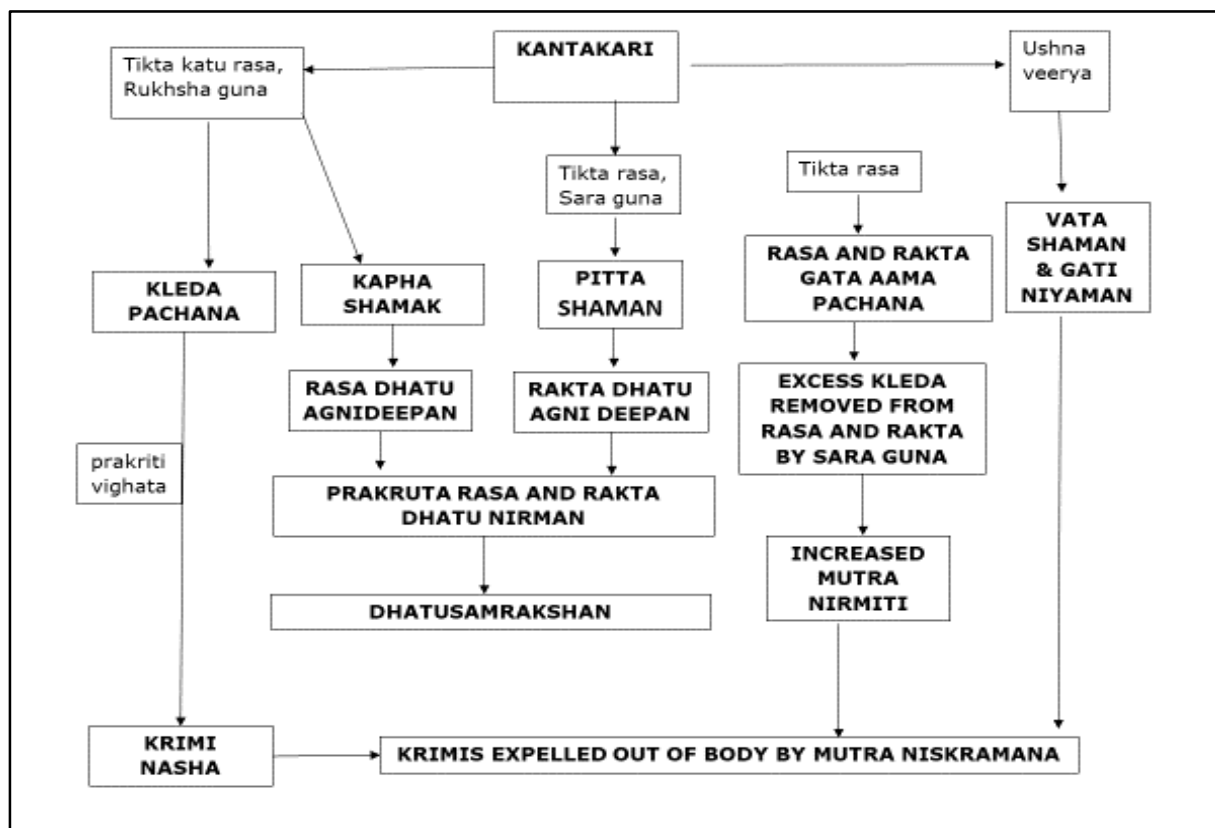 KANTAKARI
Tikta katu rasa,
Rukhsha guna
Ushna
veerya
Tikta rasa,
Sara guna
Tikta rasa
KLEDA
PACHANA
KAPHA
SHAMAK
PITTA
SHAMAN
RASA AND RAKTA
GATA AAMA
PACHANA
VATA
SHAMAN
& GATI
NIYAMAN
RASA DHATU
AGNIDEEPAN
RAKTA DHATU
AGNI DEEPAN
EXCESS KLEDA
REMOVED FROM
RASA AND RAKTA
BY SARA GUNA
prakriti
vighata
PRAKRUTA RASA AND RAKTA
DHATU NIRMAN
INCREASED
MUTRA
NIRMITI
DHATUSAMRAKSHAN
KRIMI
NASHA
KRIMIS EXPELLED OUT OF BODY BY MUTRA NISKRAMANA